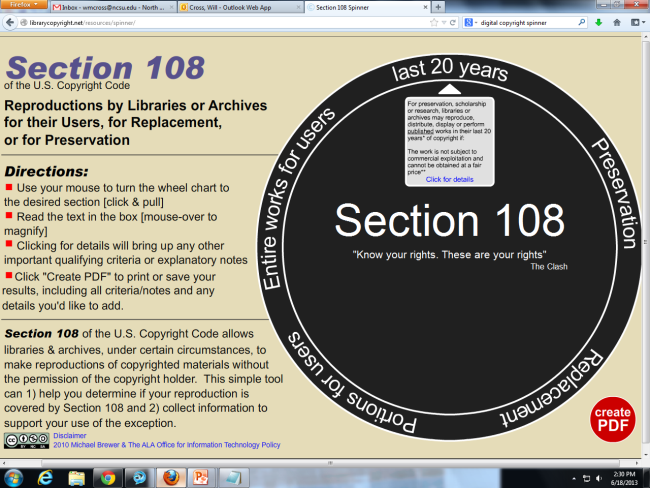 Firefox
Inbox - wmcross@ncsu.edu - North ...
Cross, Will - Outlook Web App
Section 108 Spinner
librarycopyright.net/resources/spinner/
digital copyright spinner
Section 108
of the U.S. Copyright Code
Reproductions by Libraries or Archives
for their Users, for Replacement,
or for Preservation
Directions:
Use your mouse to turn the wheel chart to
the desired section [click & pull]
Read the text in the box [mouse-over to
magnify]
Clicking for details will bring up any other
important qualifying criteria or explanatory notes
Click "Create PDF" to print or save your
results, including all criteria/notes and any
details you'd like to add.
Section 108 of the U.S. Copyright Code allows
libraries & archives, under certain circumstances, to
make reproductions of copyrighted materials without
the permission of the copyright holder. This simple
tool can 1) help you determine if your reproduction is
covered by Section 108 and 2) collect information to
support your use of the exception.
Disclaimer
2010 Michael Brewer & The ALA Office for Information Technology Policy
last 20 years
For preservation, scholarship
or research, libraries or
archives may reproduce,
distribute, display or perform
published works in their last 20
years* of copyright if:
The work is not subject to
commercial exploitation and
cannot be obtained at a fair
price**
Click for details
Preservation
Replacement
Portions for users
Entire works for users
Section 108
"Know your rights. These are your rights"
The Clash
create
PDF
cc
BY NC SA
2:30 PM
6/18/2013